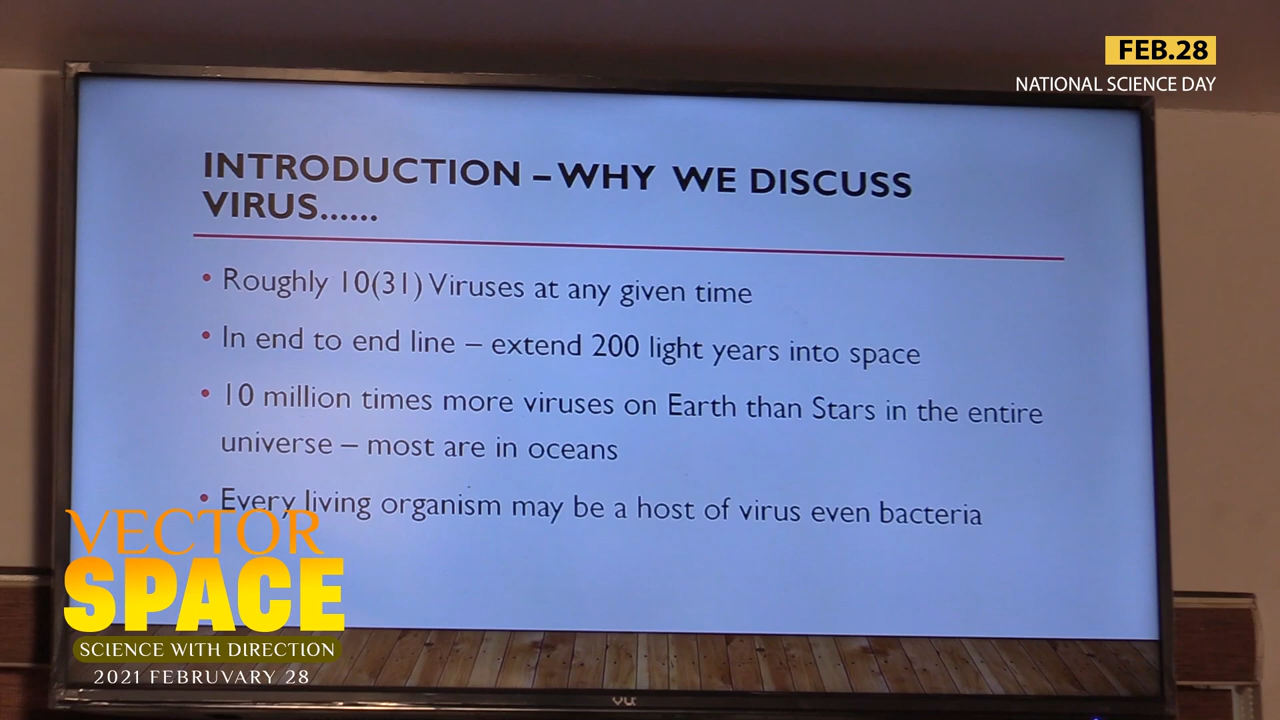 FEB.28
NATIONAL SCIENCE DAY
INTRODUCTION – WHY WE DISCUSS
VIRUS......
• Roughly 10(31) Viruses at any given time
• In end to end line – extend 200 light years into space
• 10 million times more viruses on Earth than Stars in the entire
universe – most are in oceans
• Every living organism may be a host of virus even bacteria
VECTOR
SPACE
SCIENCE WITH DIRECTION
2021 FEBRUVARY 28
VU